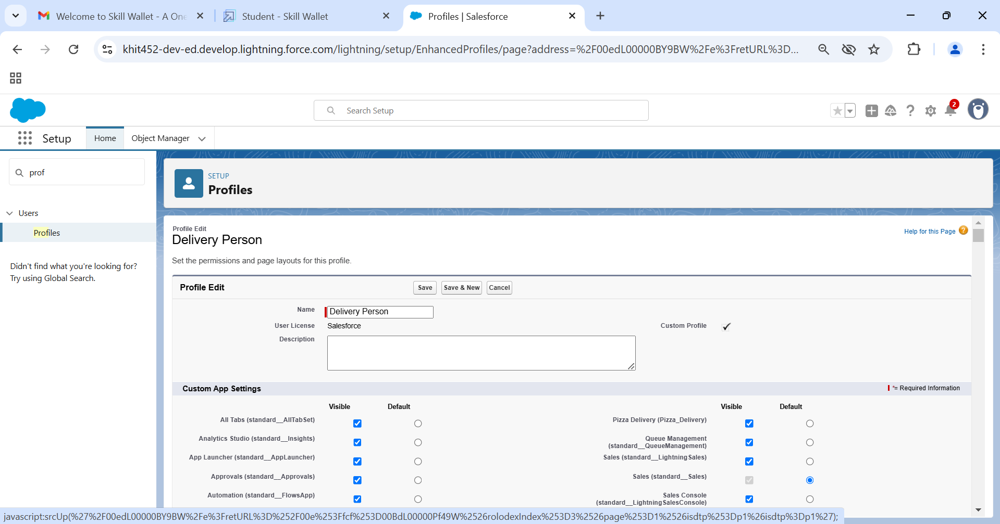 Welcome to Skill Wallet - A One
Student - Skill Wallet
Profiles | Salesforce
khit452-dev-ed.develop.lightning.force.com/lightning/setup/EnhancedProfiles/page?address=%2F00edL00000BY9BW%2Fe%3FretURL%3D...
Search Setup
2
Setup
Home
Object Manager
prof
Users
Profiles
Didn't find what you're looking for?
Try using Global Search.
SETUP
Profiles
Profile Edit
Delivery Person
Help for this Page ?
Set the permissions and page layouts for this profile.
Profile Edit
Save
Save & New
Cancel
Name
Delivery Person
User License
Salesforce
Custom Profile
Description
Custom App Settings
*= Required Information
Visible Default Visible Default
All Tabs (standard__AllTabSet)
Pizza Delivery (Pizza_Delivery)
Analytics Studio (standard__Insights)
Queue Management
(standard__QueueManagement)
App Launcher (standard__AppLauncher)
Sales (standard__LightningSales)
Approvals (standard__Approvals)
Sales (standard__Sales)
Automation (standard__FlowsApp)
Sales Console
(standard__LightningSalesConsole)
javascript:srcUp(%27%2F00edL00000BY9BW%2Fe%3FretURL%3D%252F00e%253Ffcf%253D00BdL00000Pf49W%2526rolodexIndex%253D3%2526page%253D1%2526isdtp%253Dp1%26isdtp%3Dp1%27);